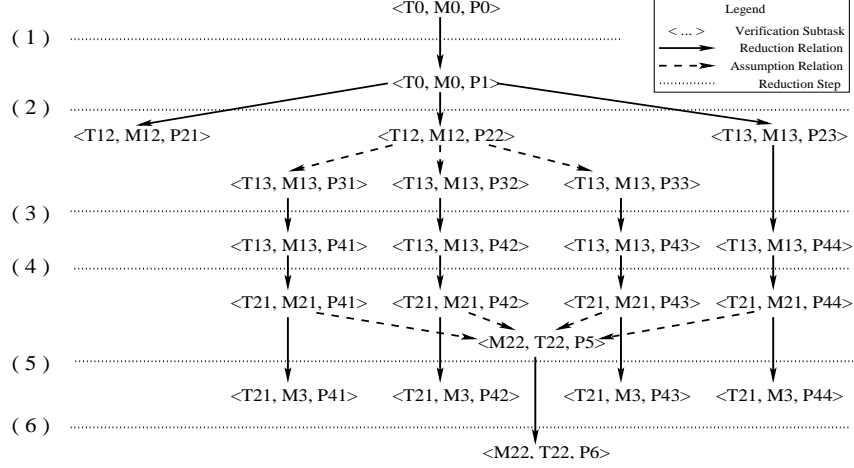 <T0, M0, P0>
Legend
< ... > Verification Subtask
Reduction Relation
Assumption Relation
Reduction Step
( 1 )
<T0, M0, P1>
( 2 )
<T12, M12, P21> <T12, M12, P22> <T13, M13, P23>
<T13, M13, P31> <T13, M13, P32> <T13, M13, P33>
( 3 )
<T13, M13, P41> <T13, M13, P42> <T13, M13, P43> <T13, M13, P44>
( 4 )
<T21, M21, P41> <T21, M21, P42> <T21, M21, P43> <T21, M21, P44>
<M22, T22, P5>
( 5 )
<T21, M3, P41> <T21, M3, P42> <T21, M3, P43> <T21, M3, P44>
( 6 )
<M22, T22, P6>